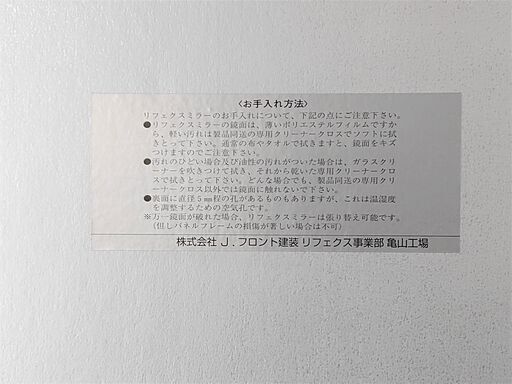 〈お手入れ方法〉
リフェクスミラーのお手入れについて、下記の点にご注意下さい。
●リフェクスミラーの鏡面は、薄いポリエステルフィルムですか
ら、軽い汚れは製品同送の専用クリーナークロスでソフトに拭
きとって下さい。通常の布やタオルで拭きますと、鏡面をキズ
つけますのでご注意下さい。
●汚れのひどい場合及び油性の汚れがついた場合は、ガラスクリ
ーナーを吹きつけて拭き、それから乾いた専用クリーナークロ
スで拭きとって下さい。どんな場合でも、製品同送の専用クリ
ーナークロス以外では鏡面に触れないで下さい。
●裏面に直径5㎜程の孔があるものもありますが、これは温湿度
を調整するための空気孔です。
※万一鏡面が破れた場合、リフェクスミラーは張り替え可能です。
(但しパネルフレームの損傷が著しい場合は不可)
株式会社 J.フロント建装 リフェクス事業部 亀山工場